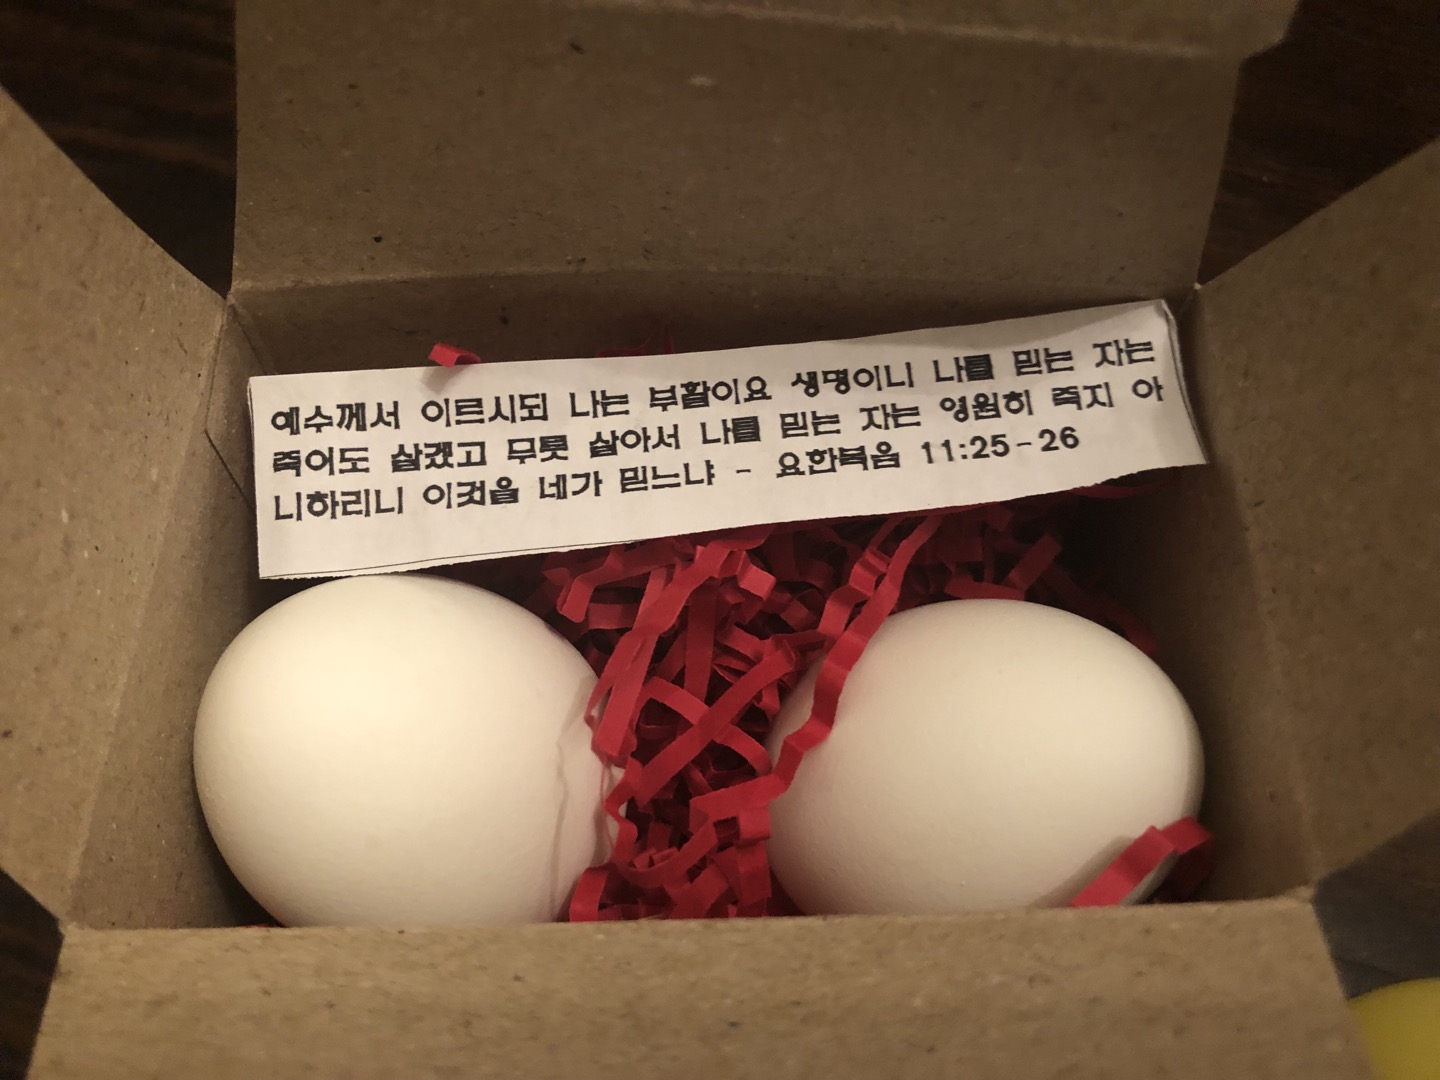 예수께서 이르시되 나는 부활이요 생명이니 나를 믿는 자는
죽어도 살겠고 무릇 살아서 나를 믿는 자는 영원히 죽지 아
니하리니 이것을 네가 믿느냐 - 요한복음 11:25-26